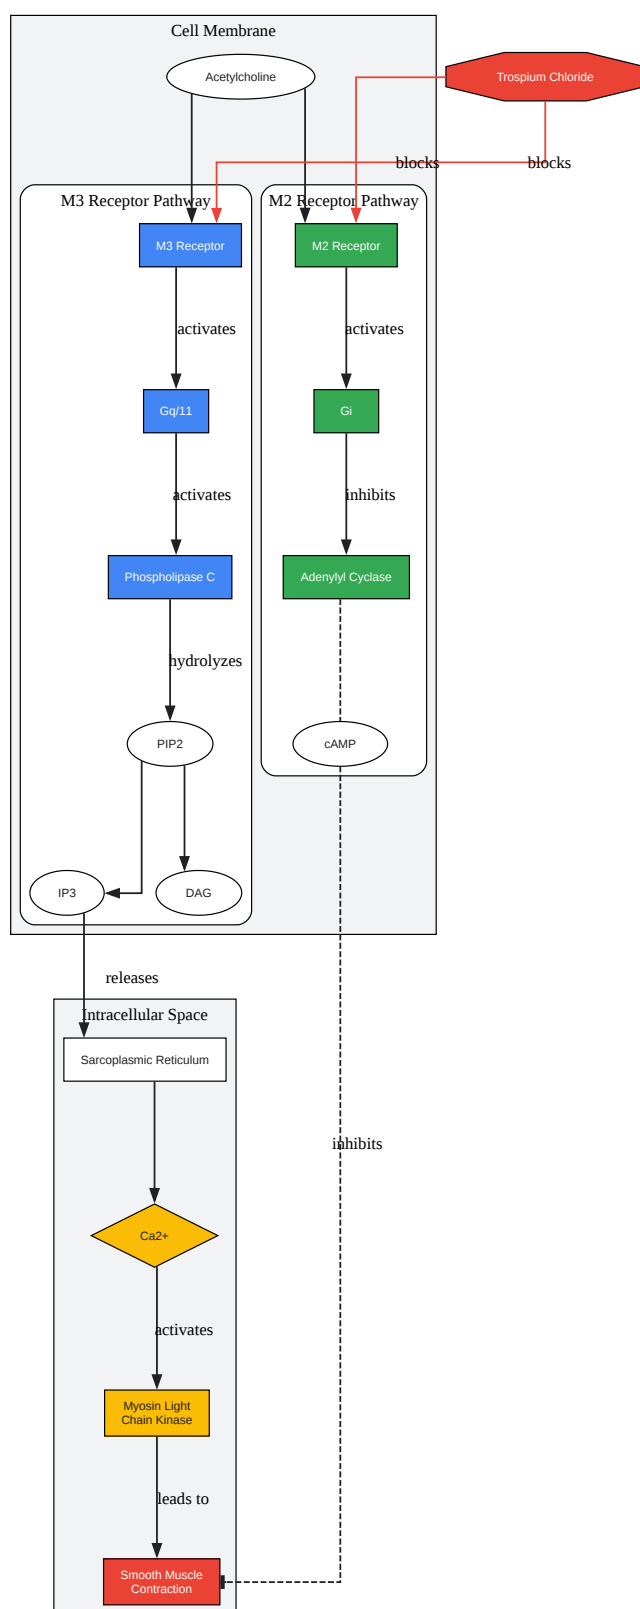 Cell Membrane
Acetylcholine
Trospium Chloride
blocks
blocks
M3 Receptor Pathway
M2 Receptor Pathway
M3 Receptor
M2 Receptor
activates
activates
Gq/11
Gi
activates
inhibits
Phospholipase C
Adenylyl Cyclase
hydrolyzes
PIP2
cAMP
IP3
DAG
releases
Intracellular Space
Sarcoplasmic Reticulum
inhibits
Ca2+
activates
Myosin Light
Chain Kinase
leads to
Smooth Muscle
Contraction